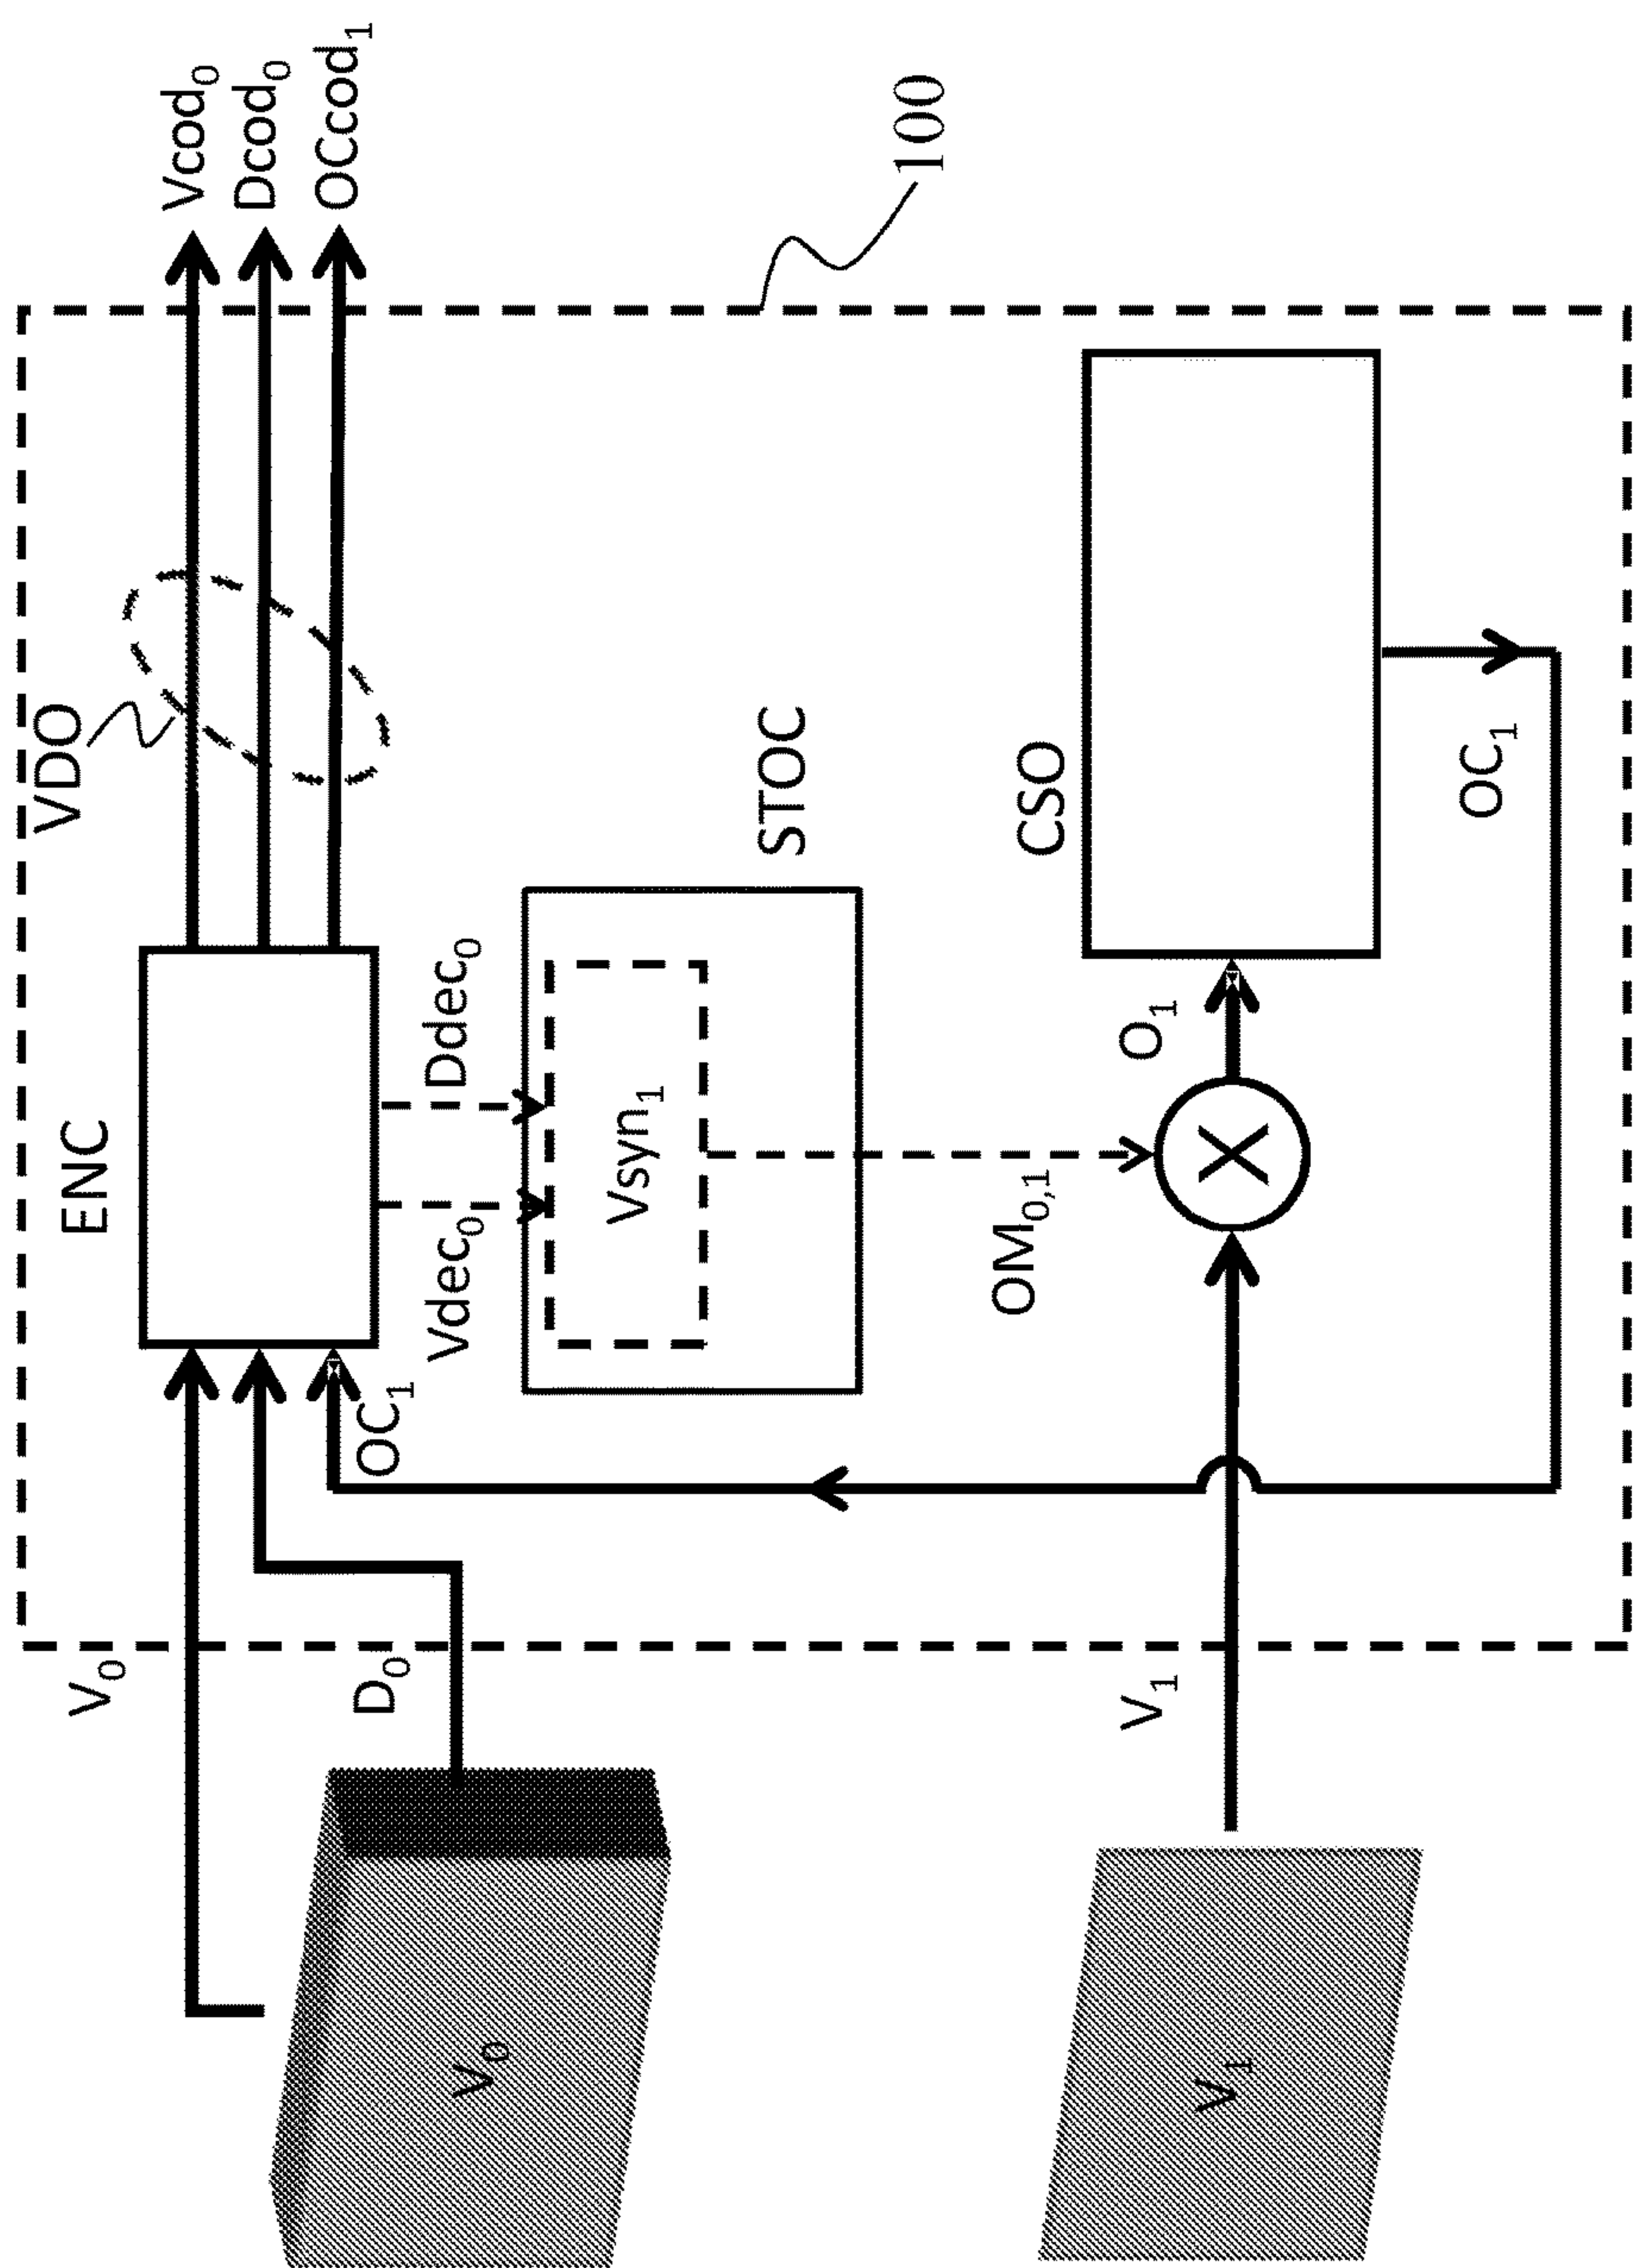 V₀
D₀
V₀
V₁
V₁
ENC
VDO
Vcod₀
Dcod₀
OCcod₁
OC₁
Vdec₀
Ddec₀
Vsyn₁
STOC
OM₀,₁
X
O₁
CSO
OC₁
100